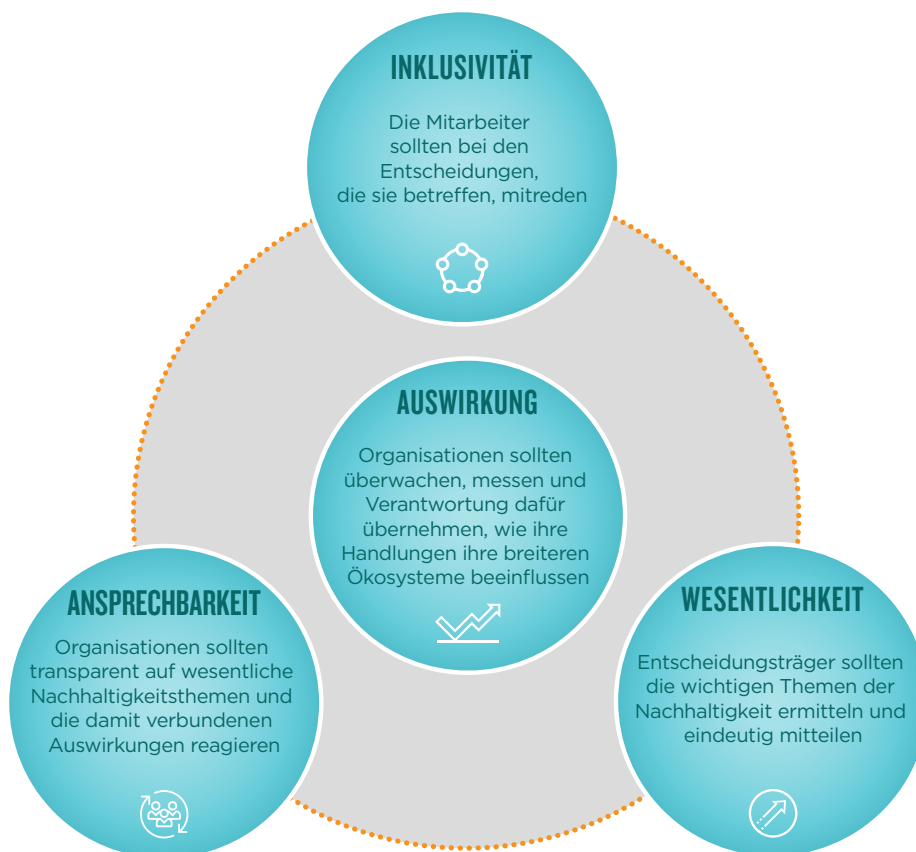 INKLUSIVITÄT
Die Mitarbeiter
sollten bei den
Entscheidungen,
die sie betreffen, mitreden
AUSWIRKUNG
Organisationen sollten
überwachen, messen und
Verantwortung dafür
übernehmen, wie ihre
Handlungen ihre breiteren
Ökosysteme beeinflussen
ANSPRECHBARKEIT
Organisationen sollten
transparent auf wesentliche
Nachhaltigkeitsthemen und
die damit verbundenen
Auswirkungen reagieren
WESENTLICHKEIT
Entscheidungsträger sollten
die wichtigen Themen der
Nachhaltigkeit ermitteln und
eindeutig mitteilen